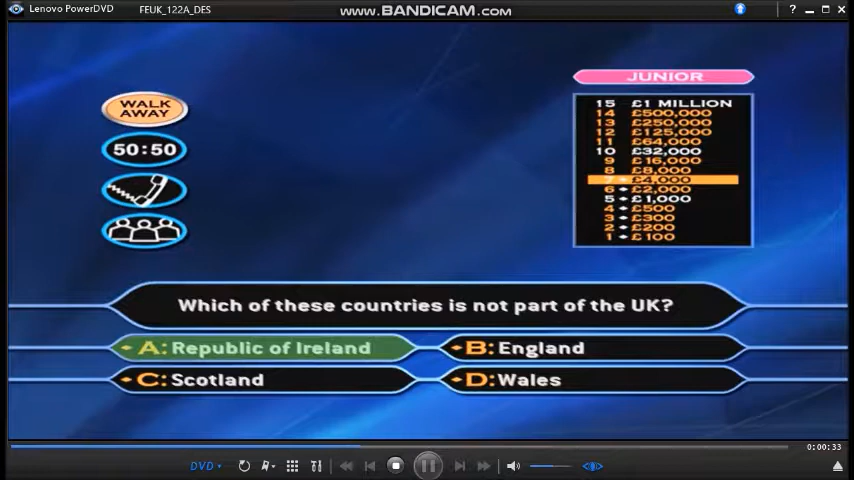 Lenovo PowerDVD
FEUK_122A_DES
www.BANDICAM.com
?
JUNIOR
WALK AWAY
50:50
15 £1 MILLION
14 £500,000
13 £250,000
12 £125,000
11 £64,000
10 £32,000
9 £16,000
8 £8,000
7 £4,000
6 £2,000
5 £1,000
4 £500
3 £300
2 £200
1 £100
Which of these countries is not part of the UK?
A: Republic of Ireland
B: England
C: Scotland
D: Wales
0:00:33
DVD